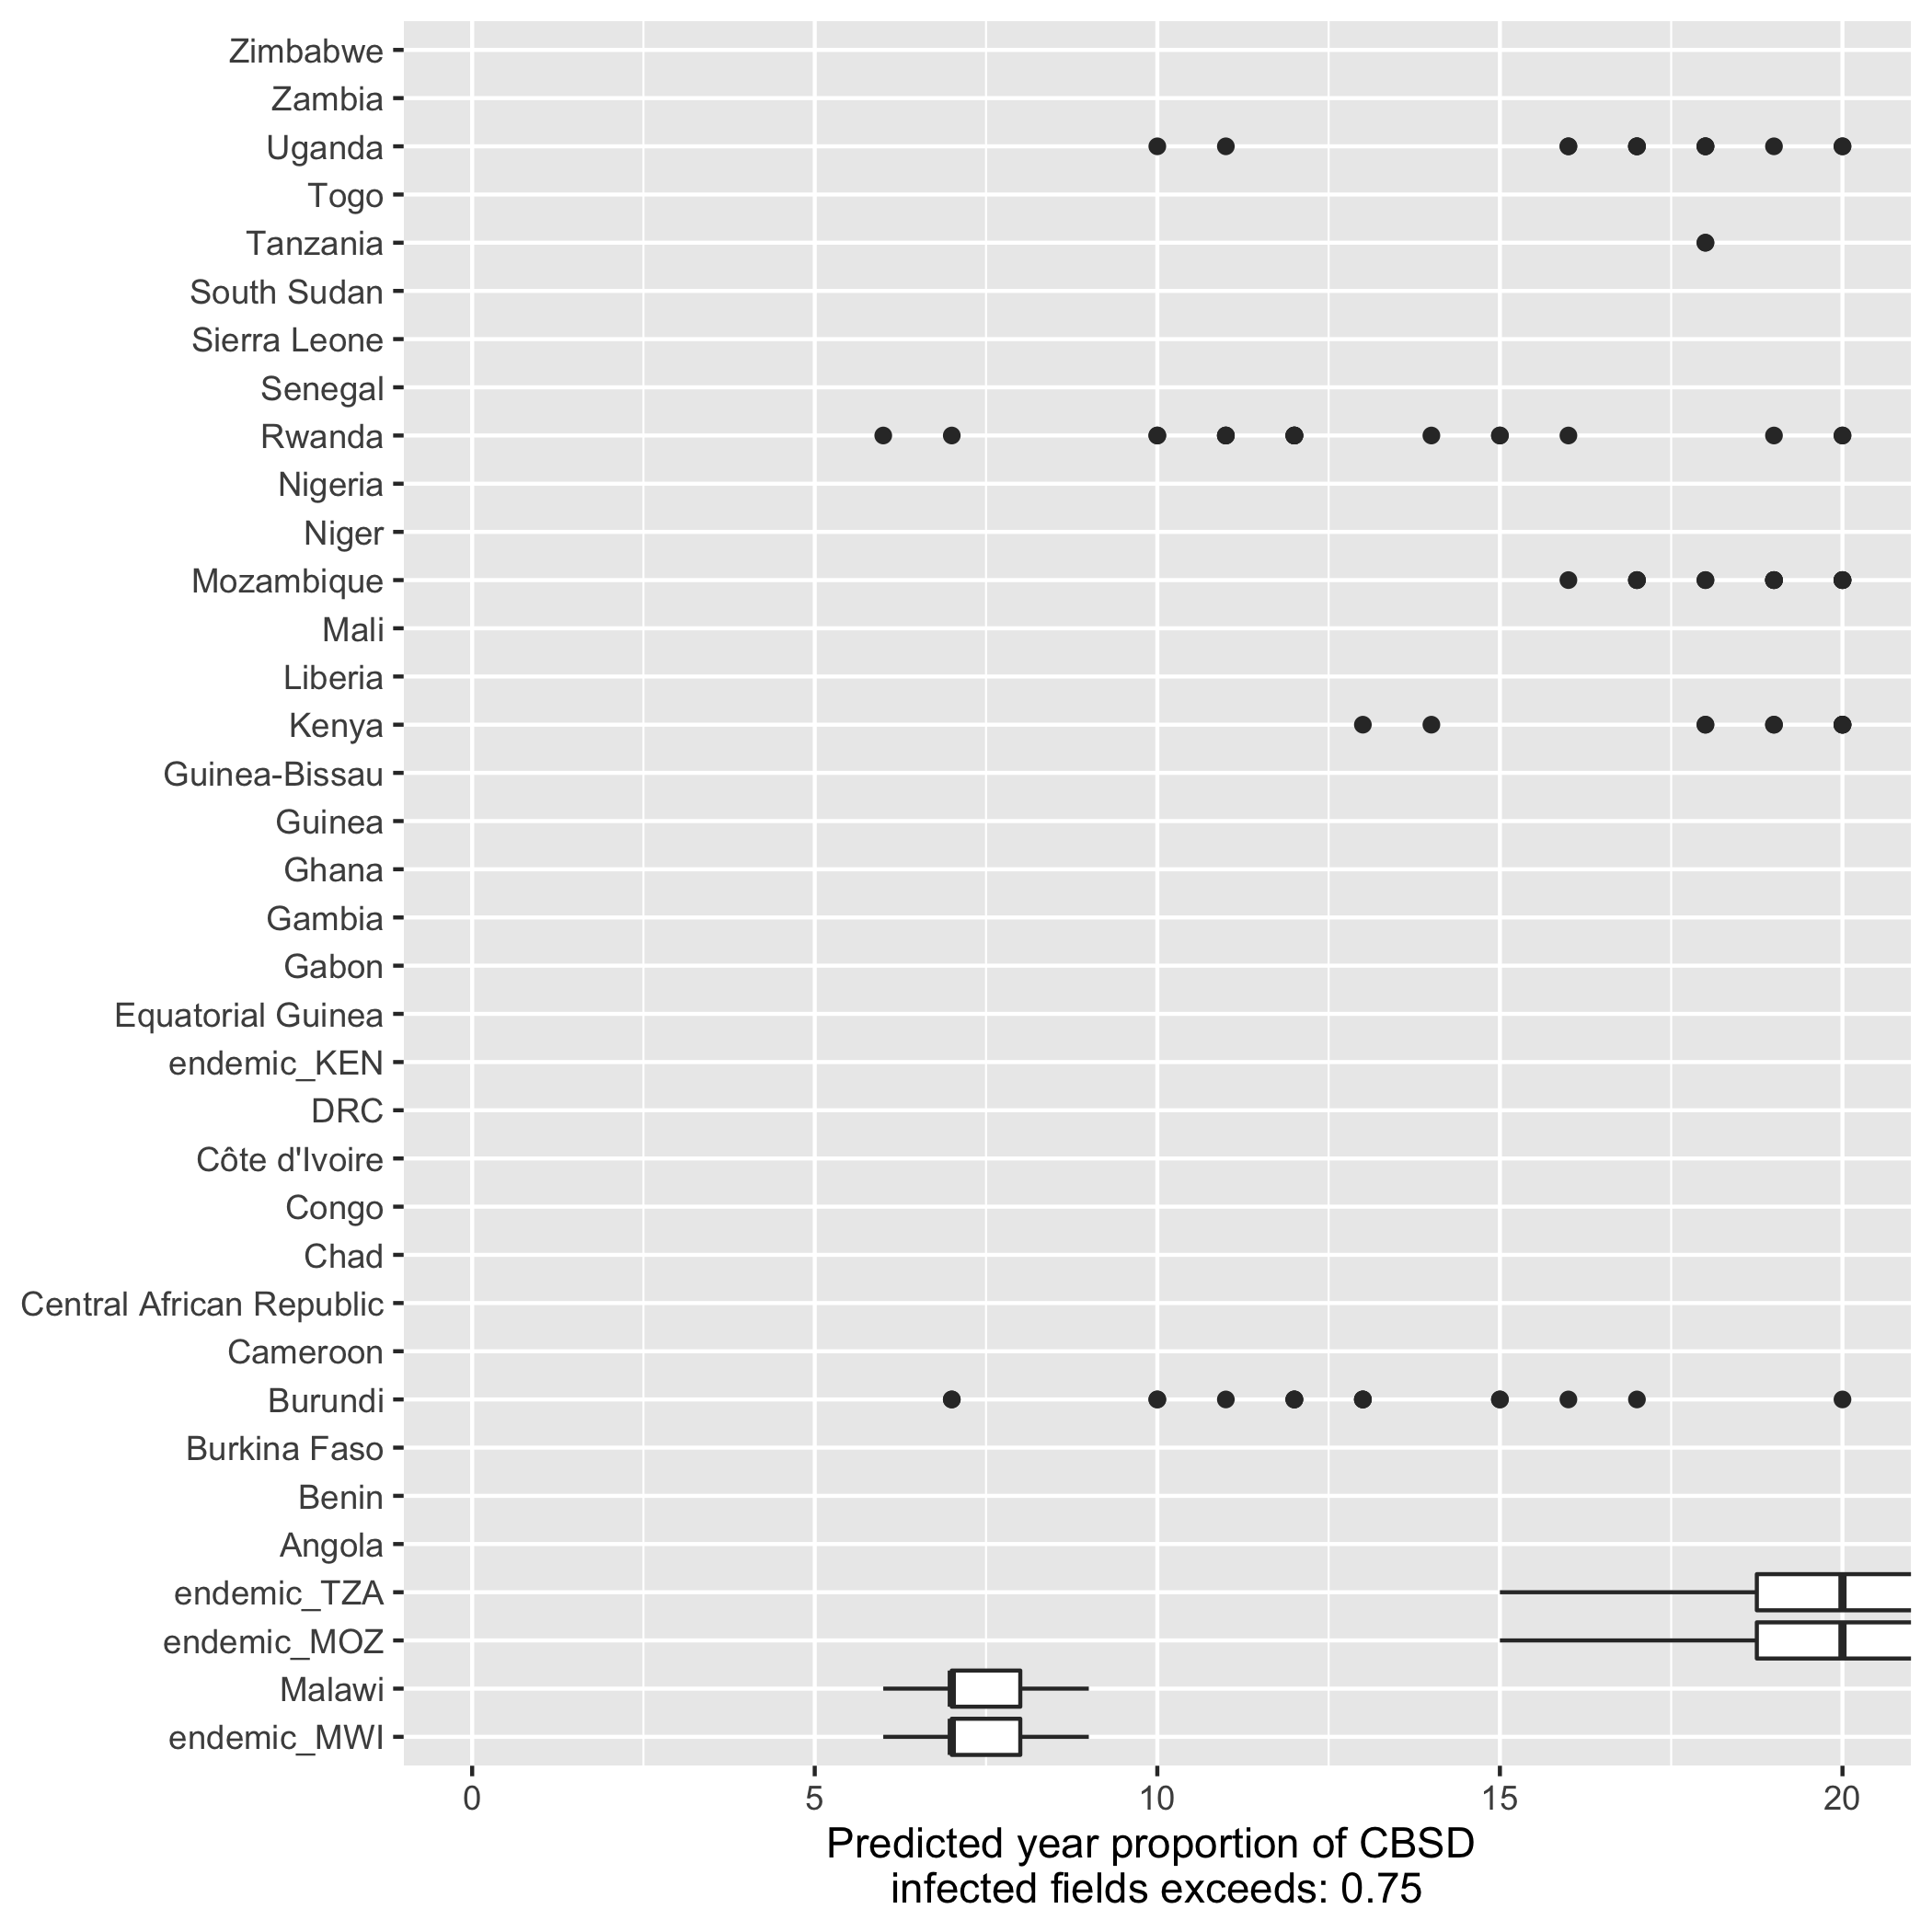 Zimbabwe
Zambia
Uganda
Togo
Tanzania
South Sudan
Sierra Leone
Senegal
Rwanda
Nigeria
Niger
Mozambique
Mali
Liberia
Kenya
Guinea-Bissau
Guinea
Ghana
Gambia
Gabon
Equatorial Guinea
endemic_KEN
DRC
Côte d'Ivoire
Congo
Chad
Central African Republic
Cameroon
Burundi
Burkina Faso
Benin
Angola
endemic_TZA
endemic_MOZ
Malawi
endemic_MWI
0 5 10 15 20
Predicted year proportion of CBSD
infected fields exceeds: 0.75